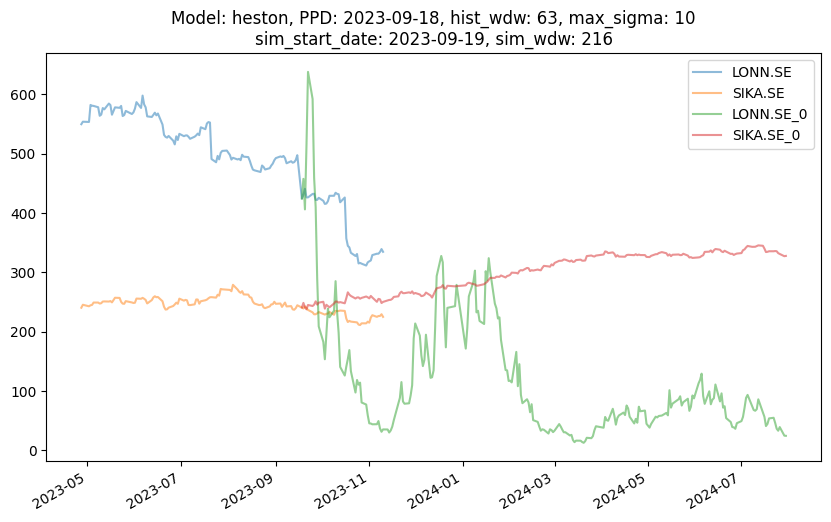 Model: heston, PPD: 2023-09-18, hist_wdw: 63, max_sigma: 10
sim_start_date: 2023-09-19, sim_wdw: 216
LONN.SE
SIKA.SE
LONN.SE_0
SIKA.SE_0
600
500
400
300
200
100
0
2023-05
2023-07
2023-09
2023-11
2024-01
2024-03
2024-05
2024-07